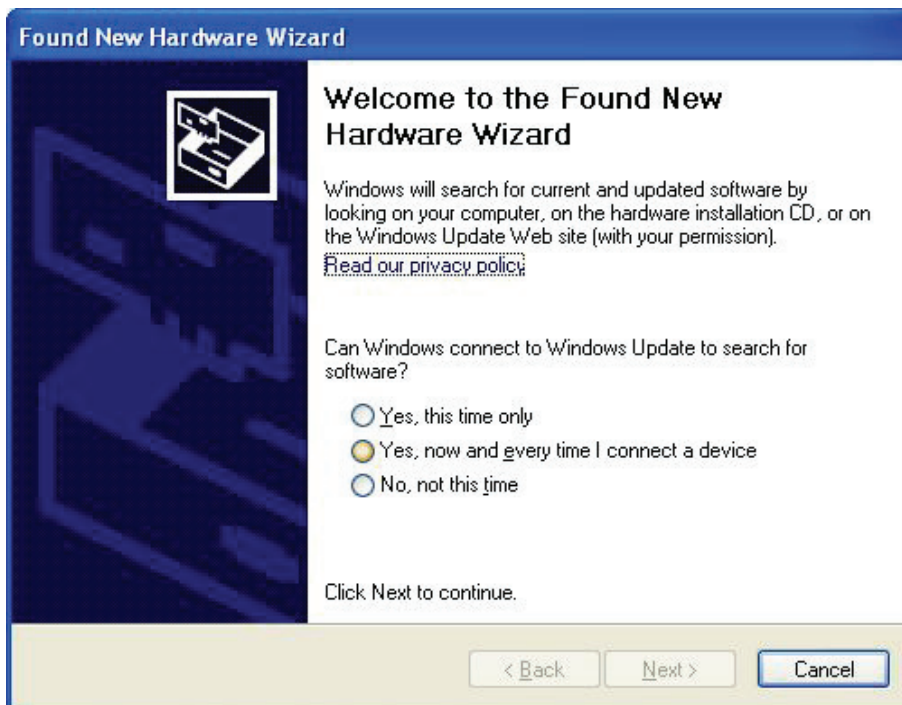 Found New Hardware Wizard
Welcome to the Found New
Hardware Wizard
Windows will search for current and updated software by
looking on your computer, on the hardware installation CD, or on
the Windows Update Web site (with your permission).
Read our privacy policy
Can Windows connect to Windows Update to search for
software?
Yes, this time only
Yes, now and every time I connect a device
No, not this time
Click Next to continue.
< Back Next > Cancel